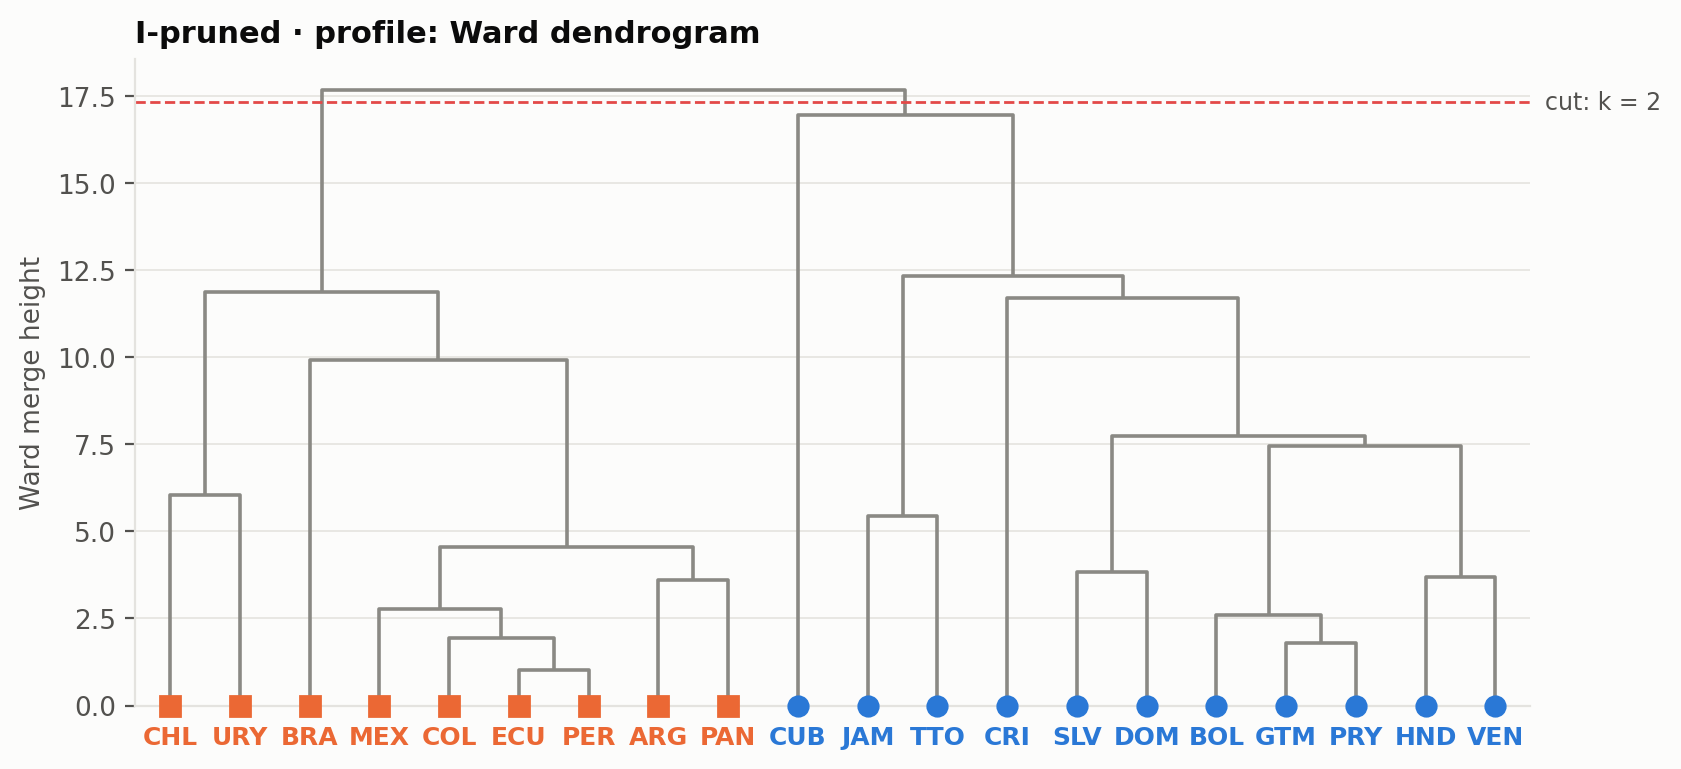 I-pruned · profile: Ward dendrogram
17.5
cut: k = 2
15.0
12.5
10.0
7.5
5.0
2.5
0.0
Ward merge height
CHL URY BRA MEX COL ECU PER ARG PAN CUB JAM TTO CRI SLV DOM BOL GTM PRY HND VEN